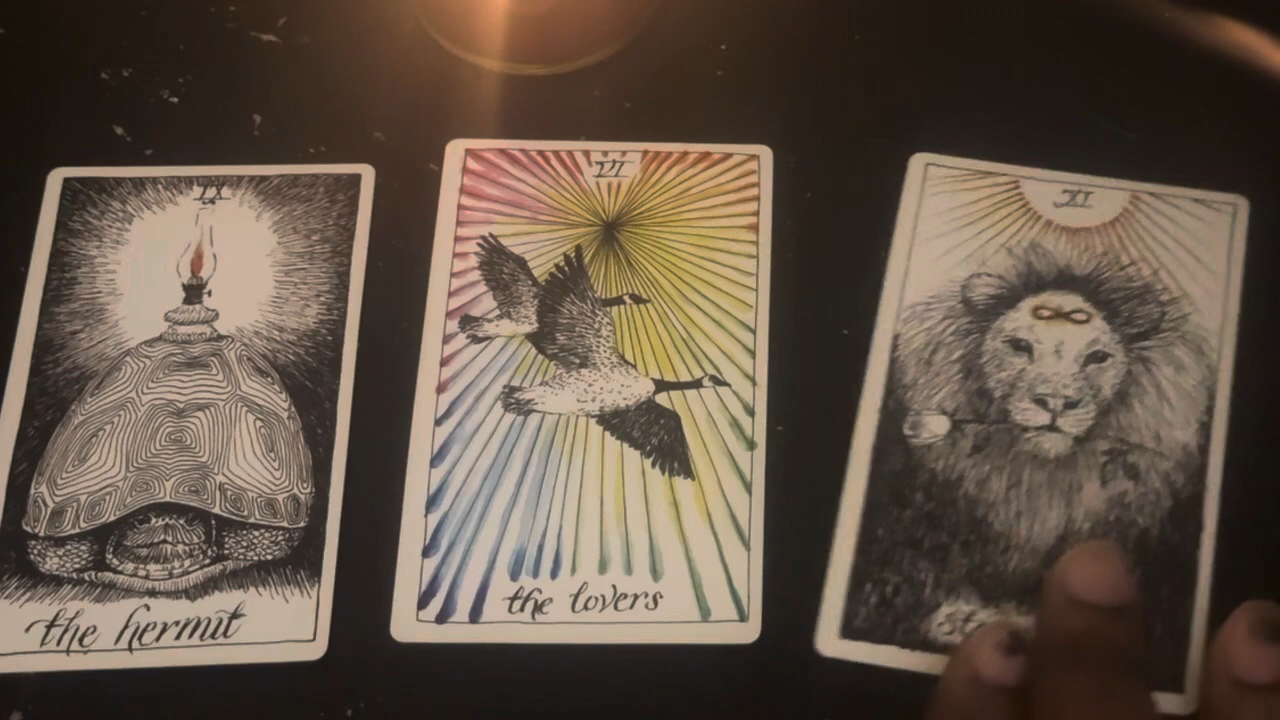 IX
the hermit
VI
the lovers
XI